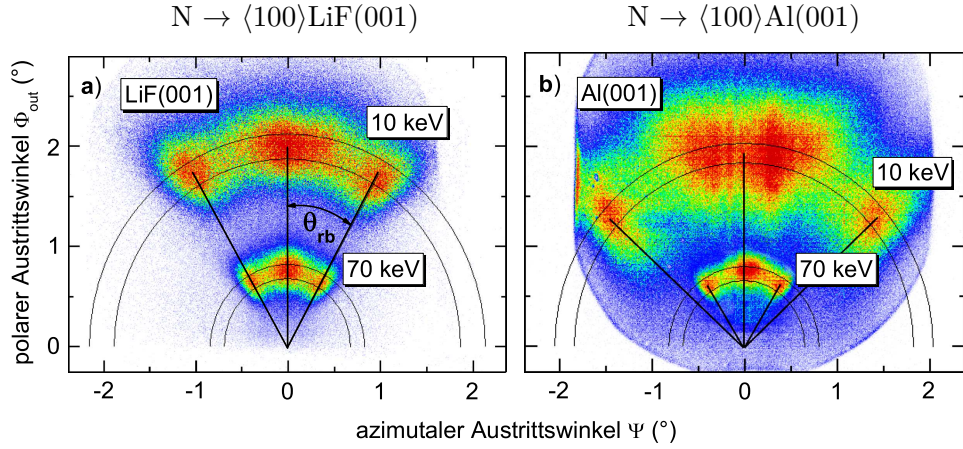 N → ⟨100⟩LiF(001)
N → ⟨100⟩Al(001)
a)
LiF(001)
10 keV
θrb
70 keV
b)
Al(001)
10 keV
70 keV
polarer Austrittswinkel Φout (°)
2
1
0
-2
-1
0
1
2
-1
0
1
2
azimutaler Austrittswinkel Ψ (°)